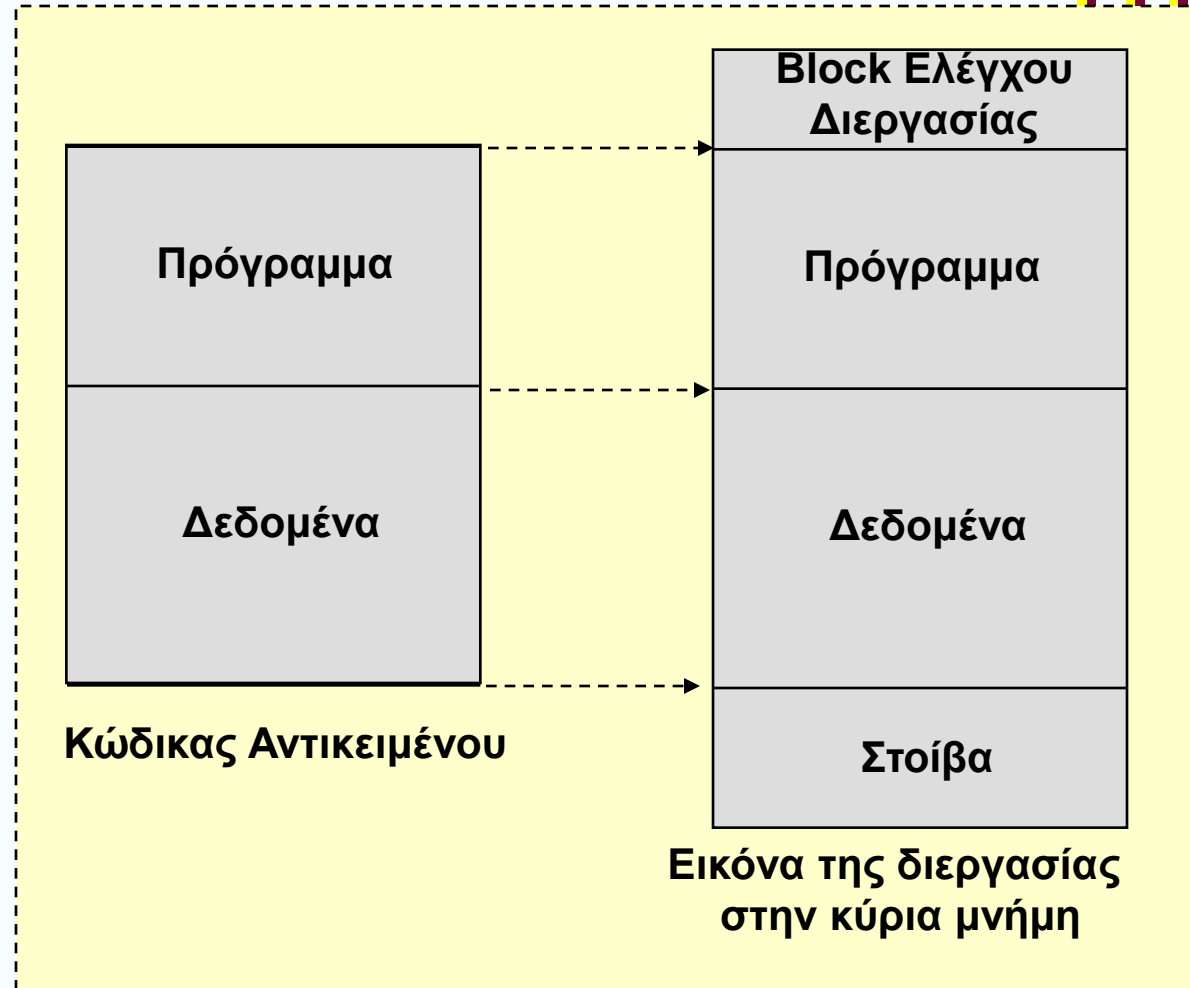 Block Ελέγχου
Διεργασίας
Πρόγραμμα
Πρόγραμμα
Δεδομένα
Δεδομένα
Κώδικας Αντικειμένου
Στοίβα
Εικόνα της διεργασίας
στην κύρια μνήμη